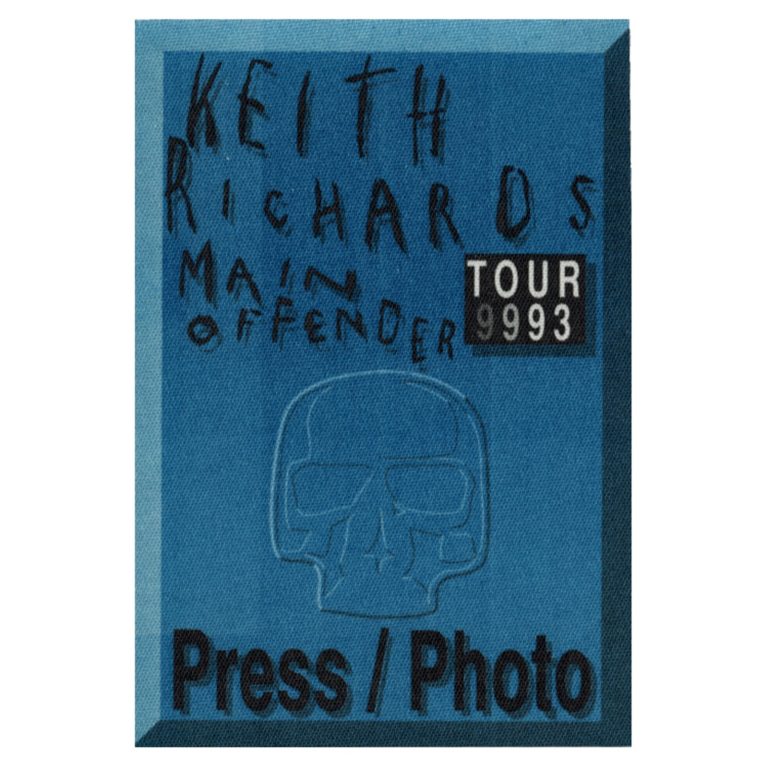 KEITH
RICHARDS
MAIN
OFFENDER
TOUR
9993
Press / Photo